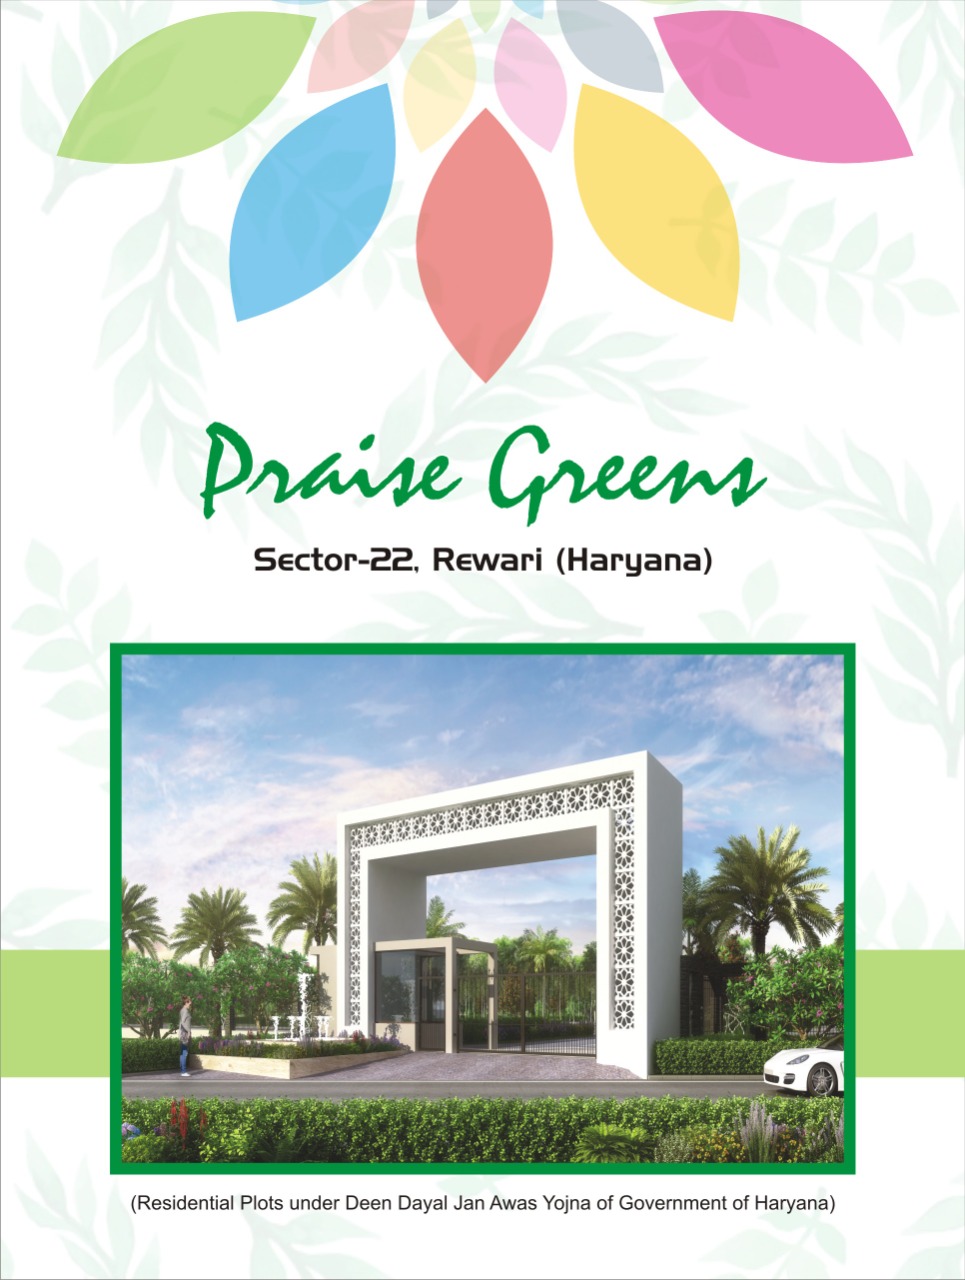 Praise Greens
Sector-22, Rewari (Haryana)
(Residential Plots under Deen Dayal Jan Awas Yojna of Government of Haryana)